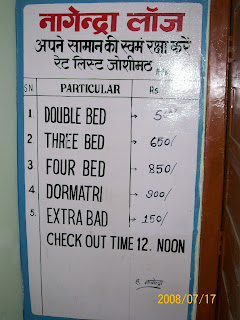 नागेन्द्रा लॉज
अपने सामान की स्वमं रक्षा करें
रेट लिस्ट जोशीमठ
SN PARTICULAR Rs
1 DOUBLE BED →
2 THREE BED → 650/
3 FOUR BED → 850/
4 DORMATRI → 900/
5. EXTRA BAD → 150/
CHECK OUT TIME 12. NOON
2008/07/17